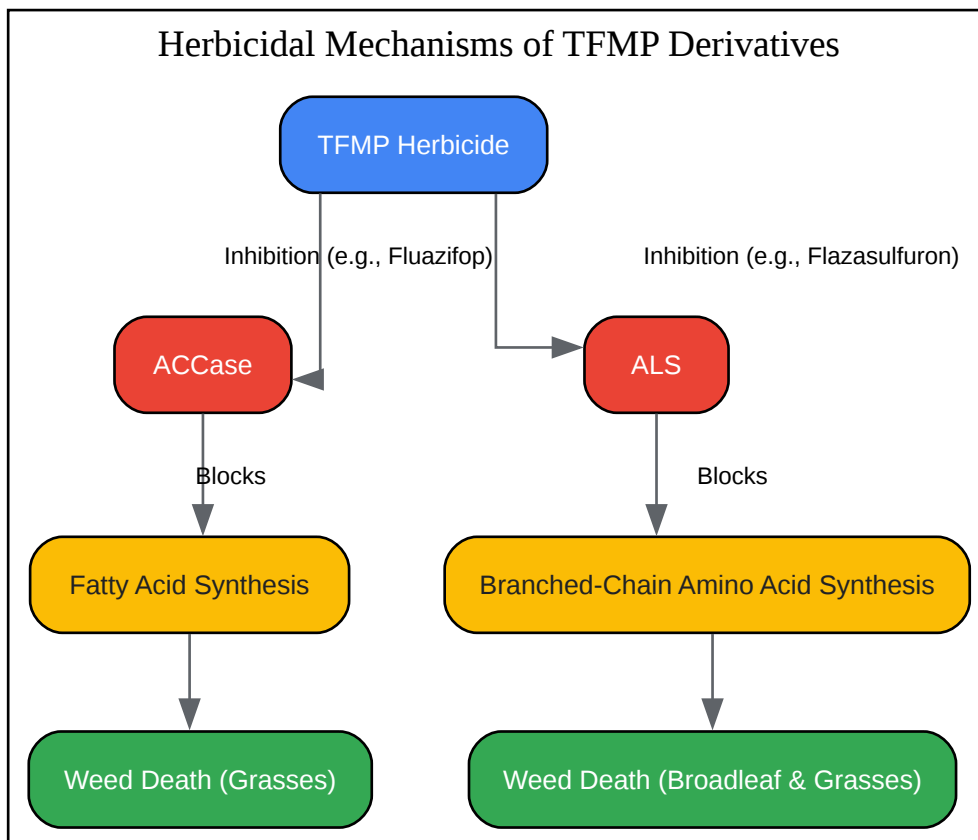 Herbicidal Mechanisms of TFMP Derivatives
TFMP Herbicide
Inhibition (e.g., Fluazifop)
Inhibition (e.g., Flazasulfuron)
ACCase
ALS
Blocks
Blocks
Fatty Acid Synthesis
Branched-Chain Amino Acid Synthesis
Weed Death (Grasses)
Weed Death (Broadleaf & Grasses)